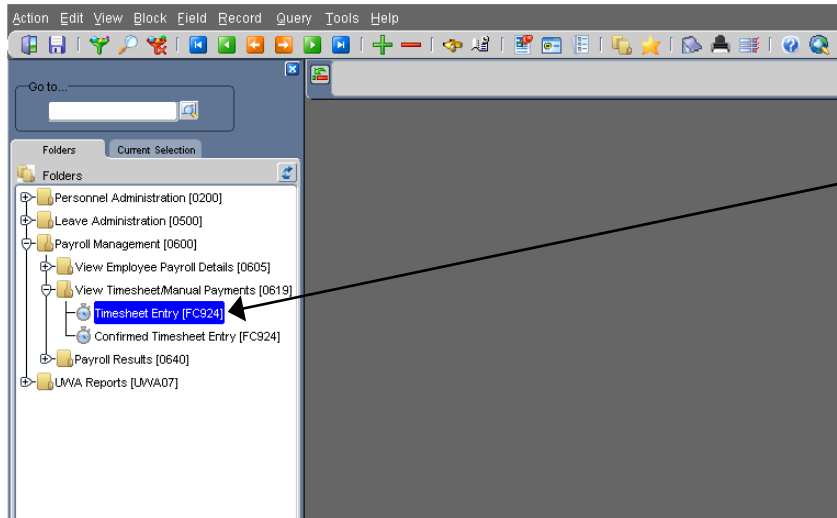 Action Edit View Block Field Record Query Tools Help
Go to...
Folders Current Selection
Folders
Personnel Administration [0200]
Leave Administration [0500]
Payroll Management [0600]
View Employee Payroll Details [0605]
View Timesheet/Manual Payments [0619]
Timesheet Entry [FC924]
Confirmed Timesheet Entry [FC924]
Payroll Results [0640]
UWA Reports [UWA07]